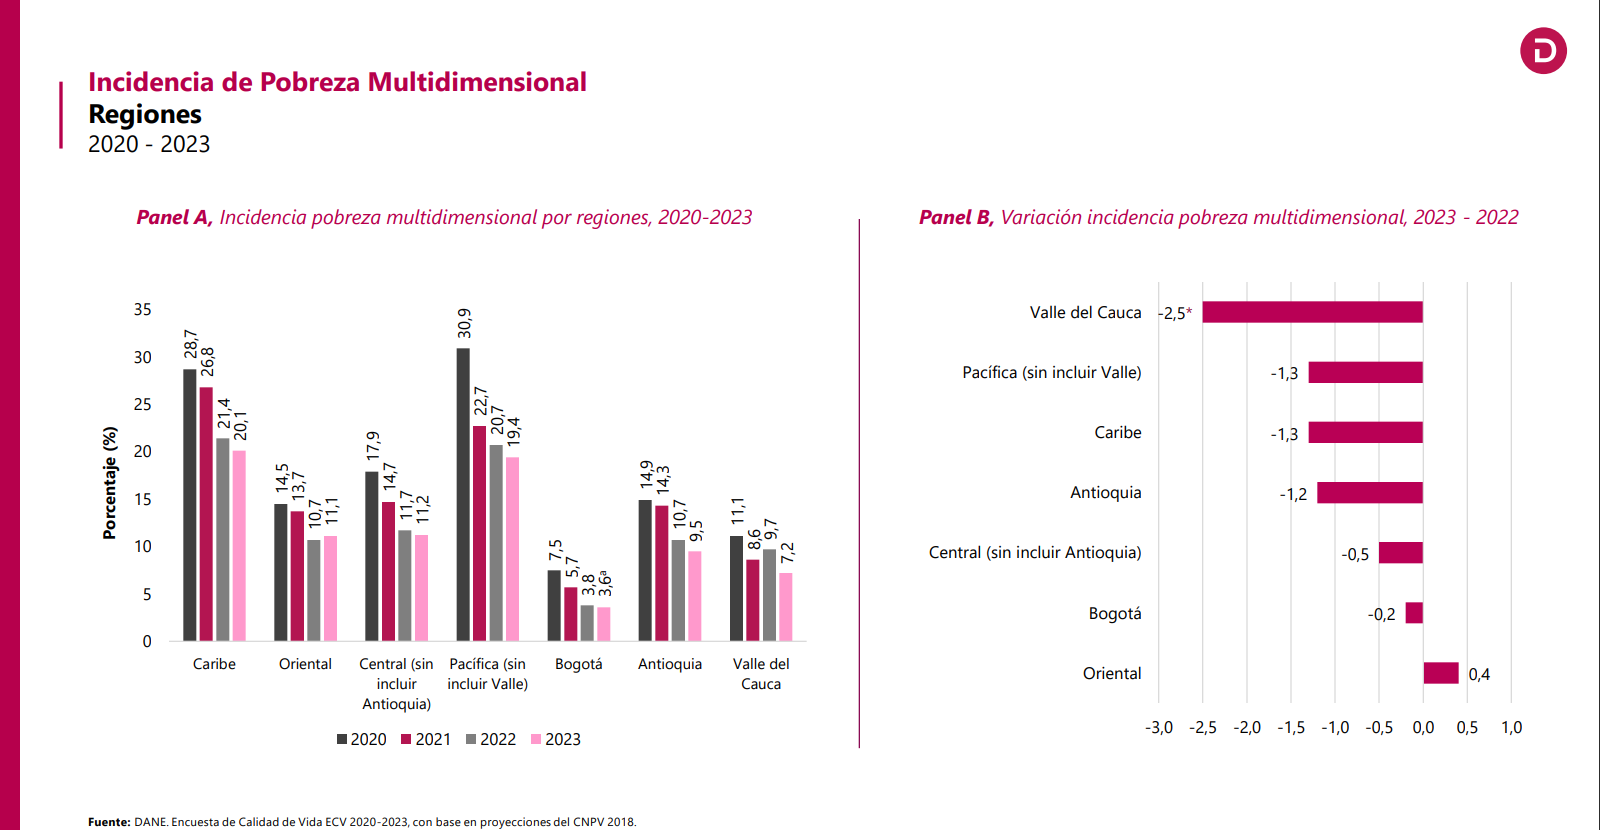 D
Incidencia de Pobreza Multidimensional
Regiones
2020 - 2023
Panel A, Incidencia pobreza multidimensional por regiones, 2020-2023
Porcentaje (%)
35
30
25
20
15
10
5
0
28,7
26,8
21,4
20,1
14,5
13,7
10,7
11,1
17,9
14,7
11,7
11,2
30,9
22,7
20,7
19,4
7,5
5,7
3,8
3,6ª
14,9
14,3
10,7
9,5
11,1
8,6
9,7
7,2
Caribe
Oriental
Central (sin
incluir
Antioquia)
Pacífica (sin
incluir Valle)
Bogotá
Antioquia
Valle del
Cauca
2020 2021 2022 2023
Panel B, Variación incidencia pobreza multidimensional, 2023 - 2022
Valle del Cauca -2,5*
Pacífica (sin incluir Valle) -1,3
Caribe -1,3
Antioquia -1,2
Central (sin incluir Antioquia) -0,5
Bogotá -0,2
Oriental 0,4
-3,0 -2,5 -2,0 -1,5 -1,0 -0,5 0,0 0,5 1,0
Fuente: DANE. Encuesta de Calidad de Vida ECV 2020-2023, con base en proyecciones del CNPV 2018.